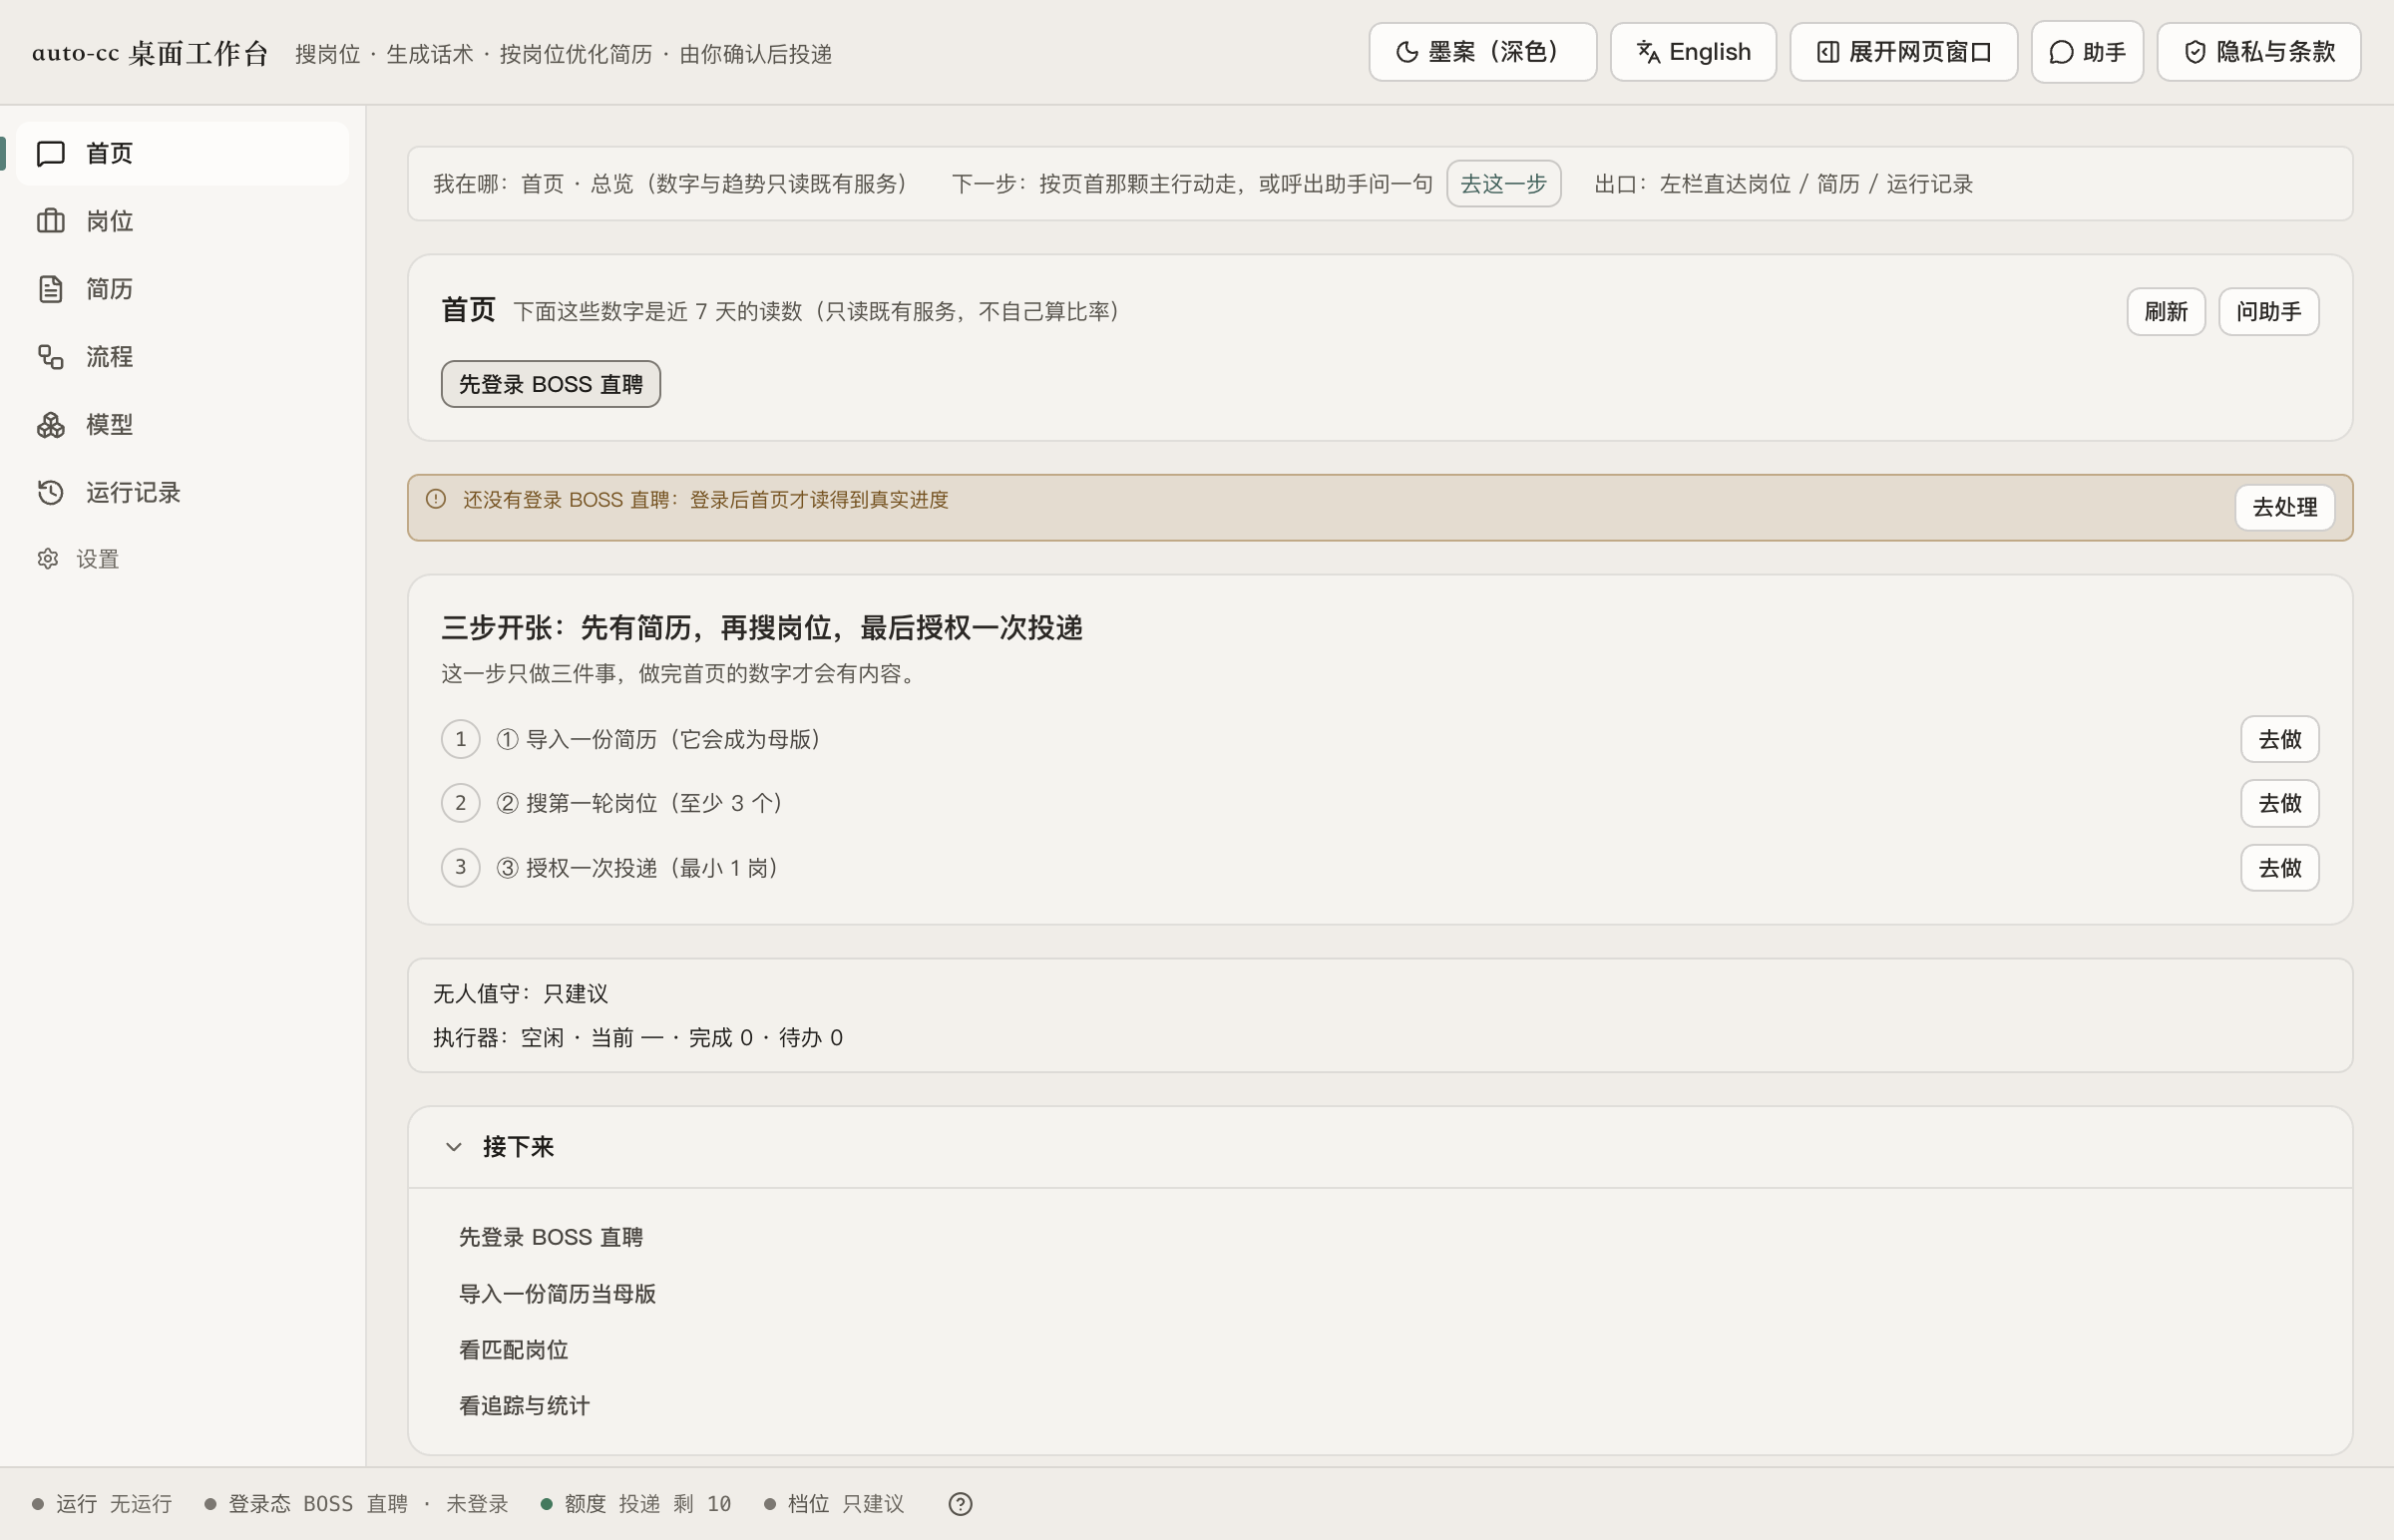 auto-cc 桌面工作台 搜岗位 · 生成话术 · 按岗位优化简历 · 由你确认后投递 墨案（深色） English 展开网页窗口 助手 隐私与条款
首页
岗位
简历
流程
模型
运行记录
设置
我在哪：首页 · 总览（数字与趋势只读既有服务） 下一步：按页首那颗主行动走，或呼出助手问一句 去这一步 出口：左栏直达岗位 / 简历 / 运行记录
首页 下面这些数字是近 7 天的读数（只读既有服务，不自己算比率） 刷新 问助手
先登录 BOSS 直聘
还没有登录 BOSS 直聘：登录后首页才读得到真实进度 去处理
三步开张：先有简历，再搜岗位，最后授权一次投递
这一步只做三件事，做完首页的数字才会有内容。
1 ① 导入一份简历（它会成为母版） 去做
2 ② 搜第一轮岗位（至少 3 个） 去做
3 ③ 授权一次投递（最小 1 岗） 去做
无人值守：只建议
执行器：空闲 · 当前 — · 完成 0 · 待办 0
接下来
先登录 BOSS 直聘
导入一份简历当母版
看匹配岗位
看追踪与统计
运行 无运行 登录态 BOSS 直聘 · 未登录 额度 投递 剩 10 档位 只建议